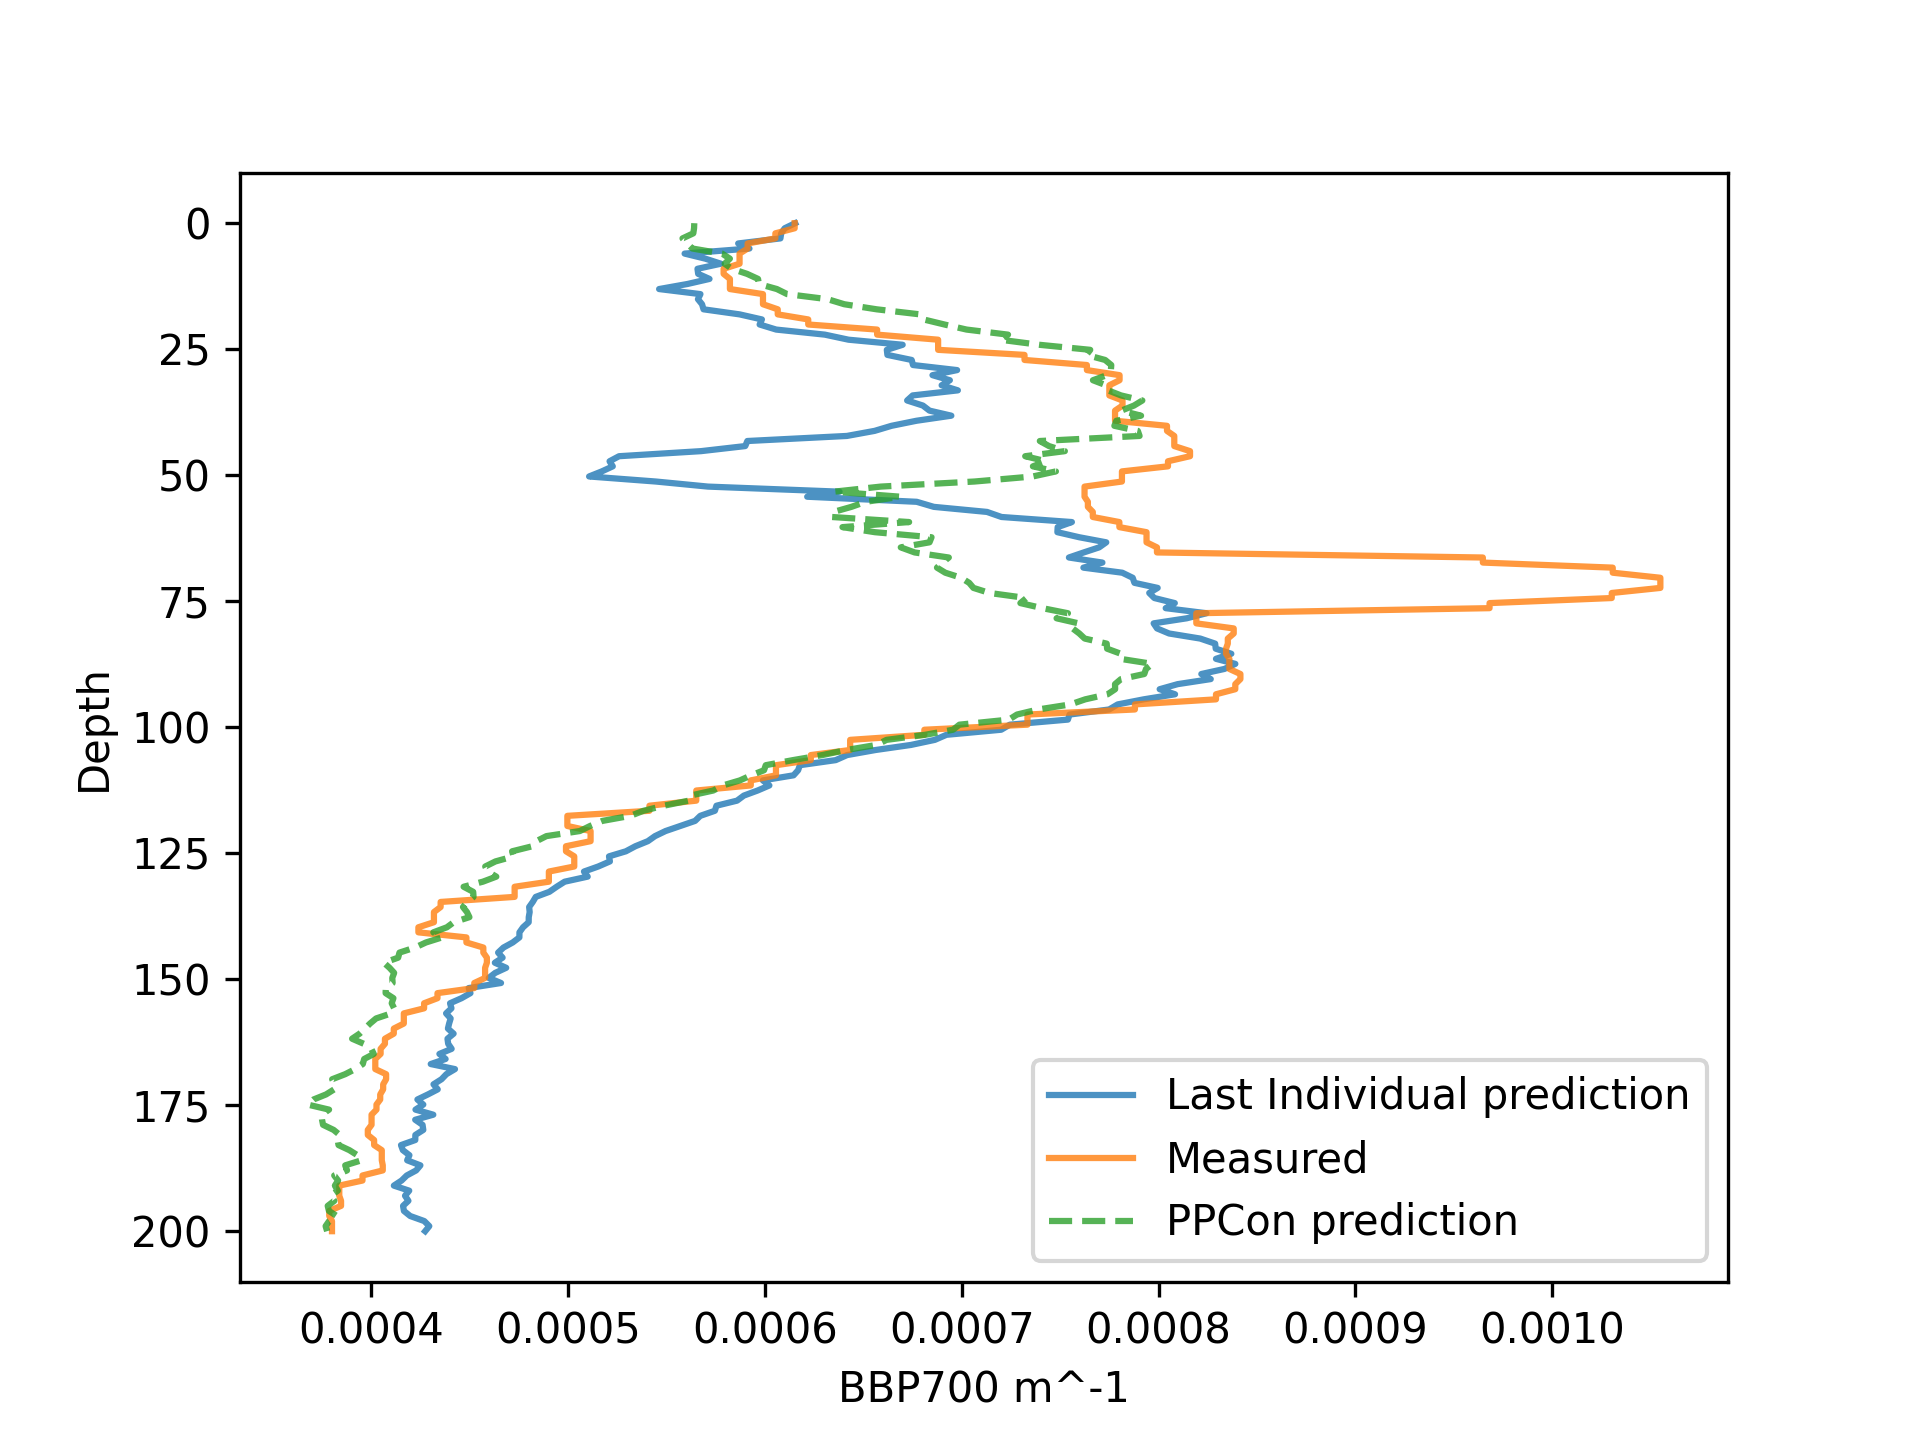 0
25
50
75
100
125
150
175
200
Depth
0.0004 0.0005 0.0006 0.0007 0.0008 0.0009 0.0010
BBP700 m^-1
Last Individual prediction
Measured
PPCon prediction